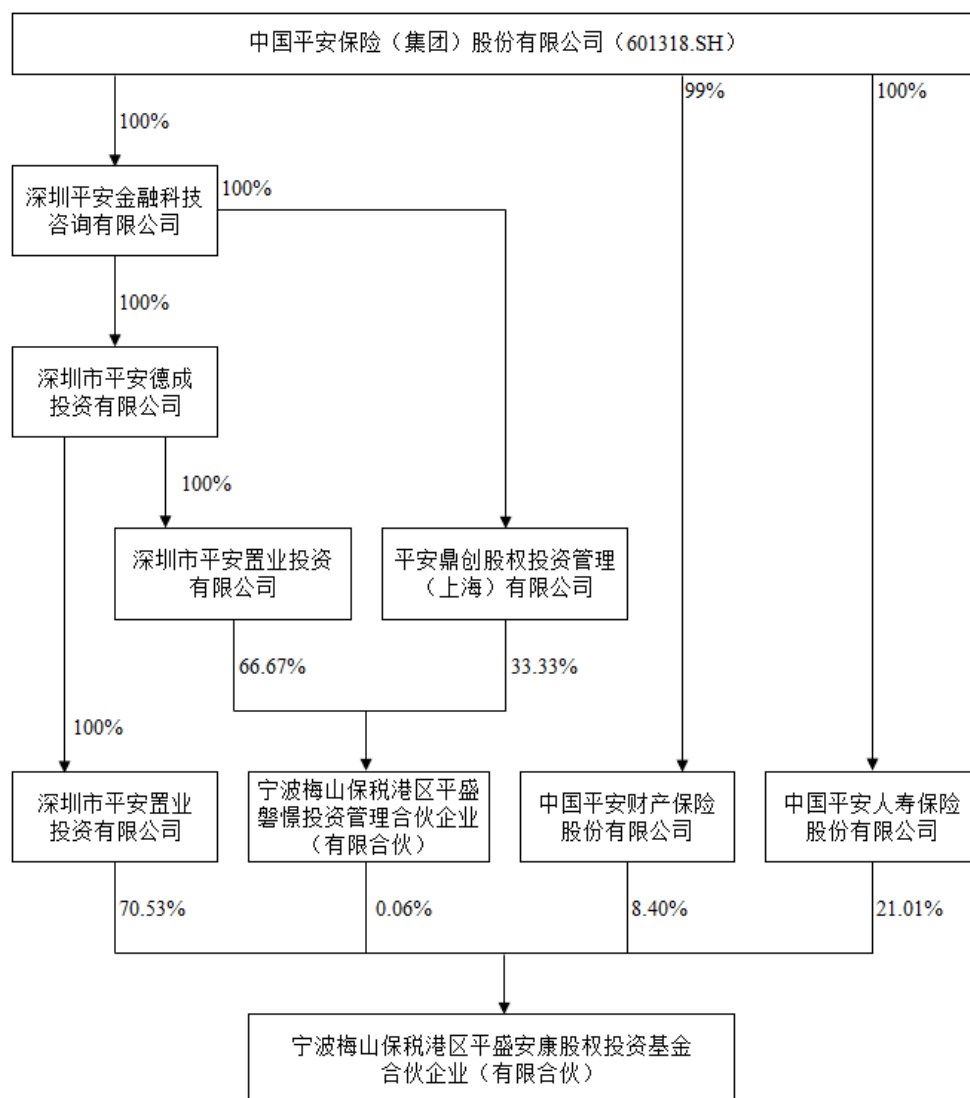 中国平安保险（集团）股份有限公司（601318.SH）
99%
100%
100%
深圳平安金融科技
咨询有限公司
100%
100%
深圳市平安德成
投资有限公司
100%
深圳市平安置业投资
有限公司
平安鼎创股权投资管理
（上海）有限公司
66.67%
33.33%
100%
深圳市平安置业
投资有限公司
宁波梅山保税港区平盛
磐憬投资管理合伙企业
（有限合伙）
中国平安财产保险
股份有限公司
中国平安人寿保险
股份有限公司
70.53%
0.06%
8.40%
21.01%
宁波梅山保税港区平盛安康股权投资基金
合伙企业（有限合伙）